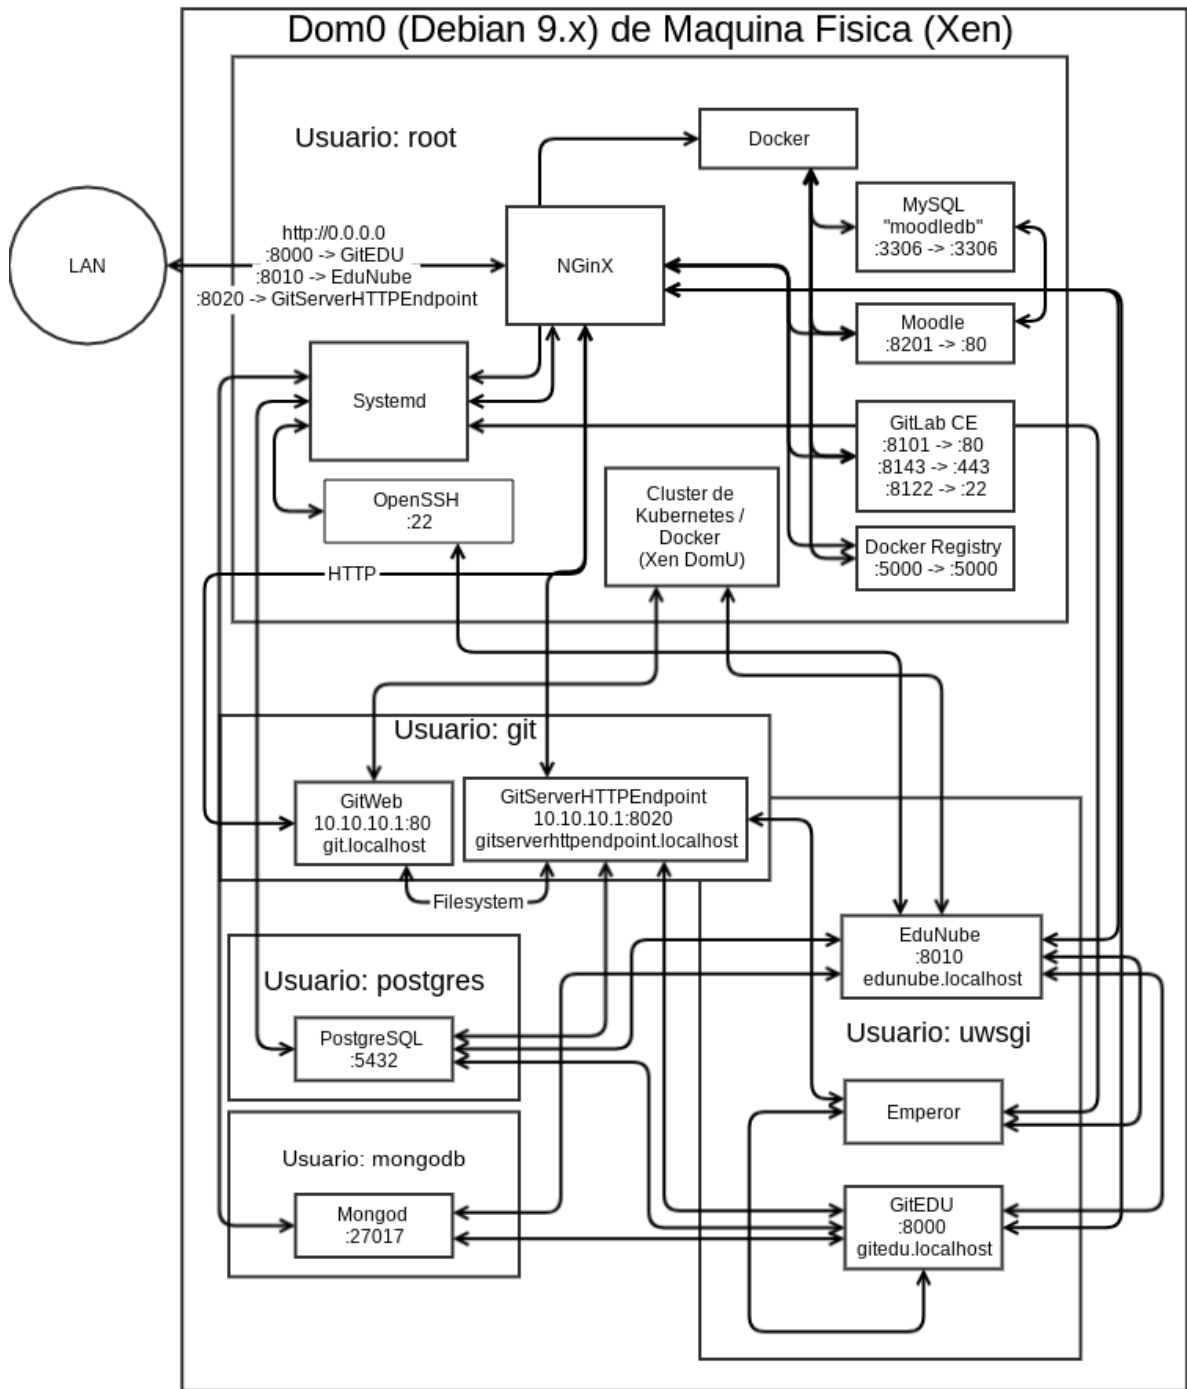 Dom0 (Debian 9.x) de Maquina Fisica (Xen)
Usuario: root
Docker
MySQL
"moodledb"
:3306 -> :3306
LAN
http://0.0.0.0
:8000 -> GitEDU
:8010 -> EduNube
:8020 -> GitServerHTTPEndpoint
NGinX
Moodle
:8201 -> :80
Systemd
GitLab CE
:8101 -> :80
:8143 -> :443
:8122 -> :22
OpenSSH
:22
Cluster de
Kubernetes /
Docker
(Xen DomU)
Docker Registry
:5000 -> :5000
HTTP
Usuario: git
GitWeb
10.10.10.1:80
git.localhost
GitServerHTTPEndpoint
10.10.10.1:8020
gitserverhttpendpoint.localhost
Filesystem
EduNube
:8010
edunube.localhost
Usuario: postgres
PostgreSQL
:5432
Usuario: uwsgi
Emperor
Usuario: mongodb
Mongod
:27017
GitEDU
:8000
gitedu.localhost